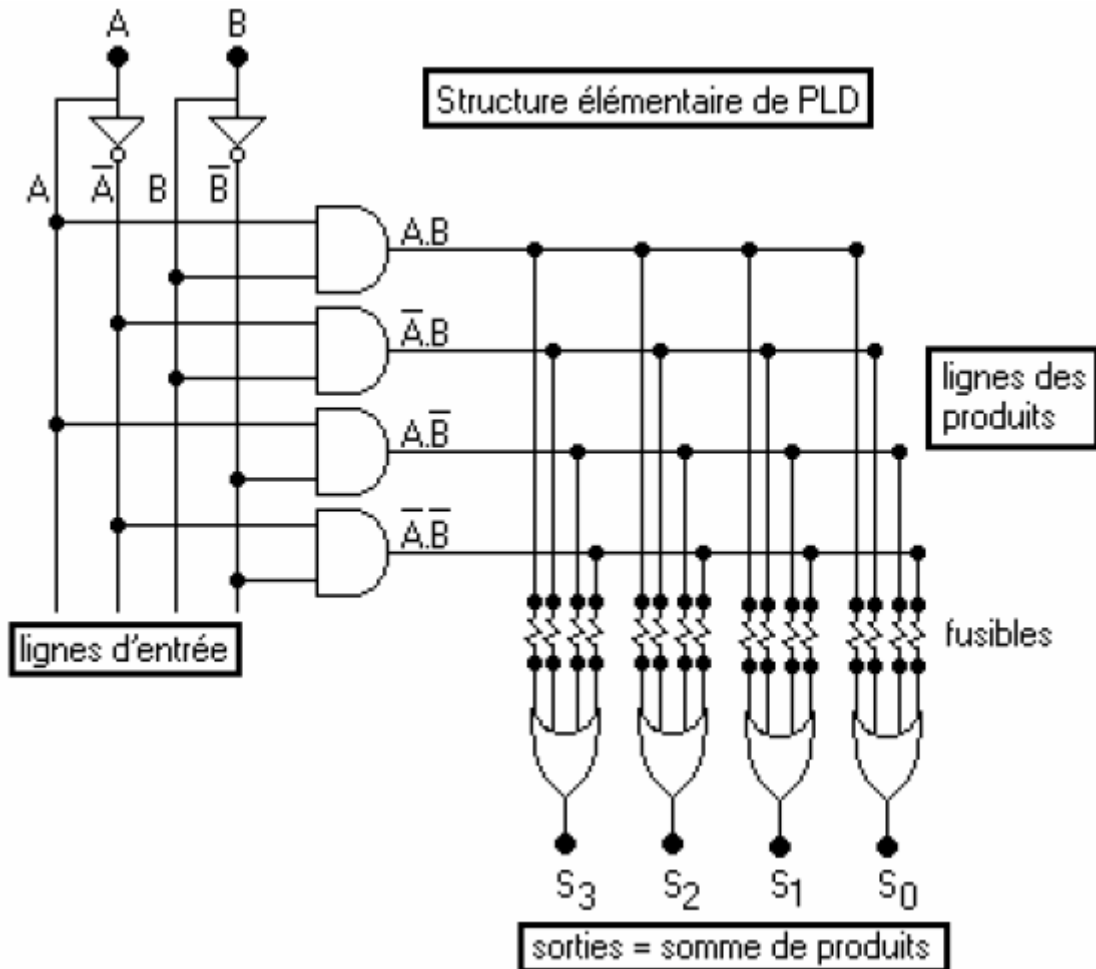 A B
Structure élémentaire de PLD
A A̅ B B̅
A.B
A̅.B
lignes des
produits
A.B̅
A̅.B̅
lignes d'entrée
fusibles
S₃ S₂ S₁ S₀
sorties = somme de produits